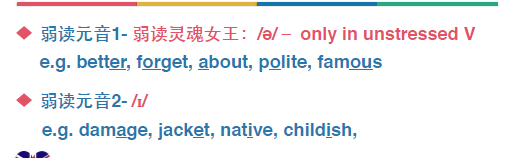 弱读元音1- 弱读灵魂女王：/ə/ – only in unstressed V
e.g. better, forget, about, polite, famous
弱读元音2- /ɪ/
e.g. damage, jacket, native, childish,